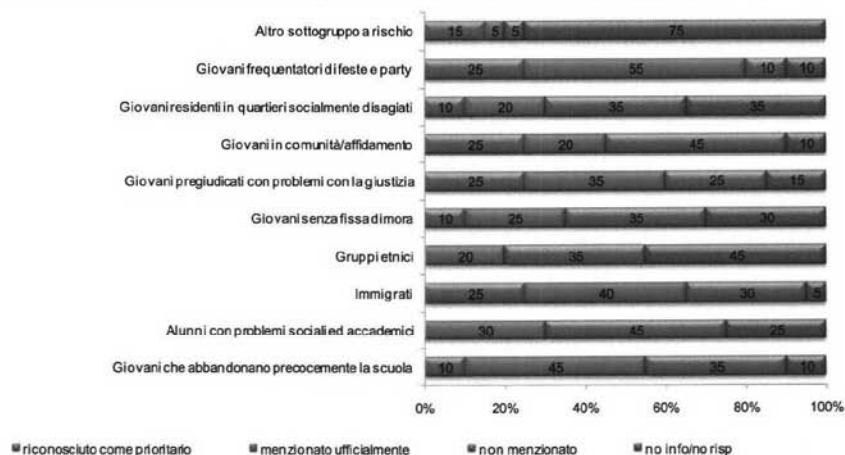 Altro sottogruppo a rischio 15 5 5 75
Giovani frequentatori di feste e party 25 55 10 10
Giovani residenti in quartieri socialmente disagiati 10 20 35 35
Giovani in comunità/affidamento 25 20 45 10
Giovani pregiudicati con problemi con la giustizia 25 35 25 15
Giovani senza fissa dimora 10 25 35 30
Gruppi etnici 20 35 45
Immigrati 25 40 30 5
Alunni con problemi sociali ed accademici 30 45 25
Giovani che abbandonano precocemente la scuola 10 45 35 10
0% 20% 40% 60% 80% 100%
riconosciuto come prioritario menzionato ufficialmente non menzionato no info/no risp